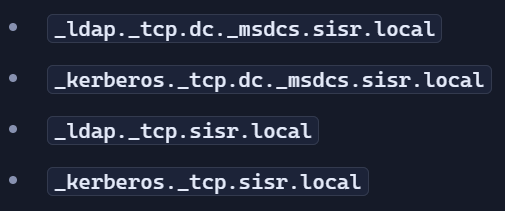 _ldap._tcp.dc._msdcs.sisr.local
_kerberos._tcp.dc._msdcs.sisr.local
_ldap._tcp.sisr.local
_kerberos._tcp.sisr.local